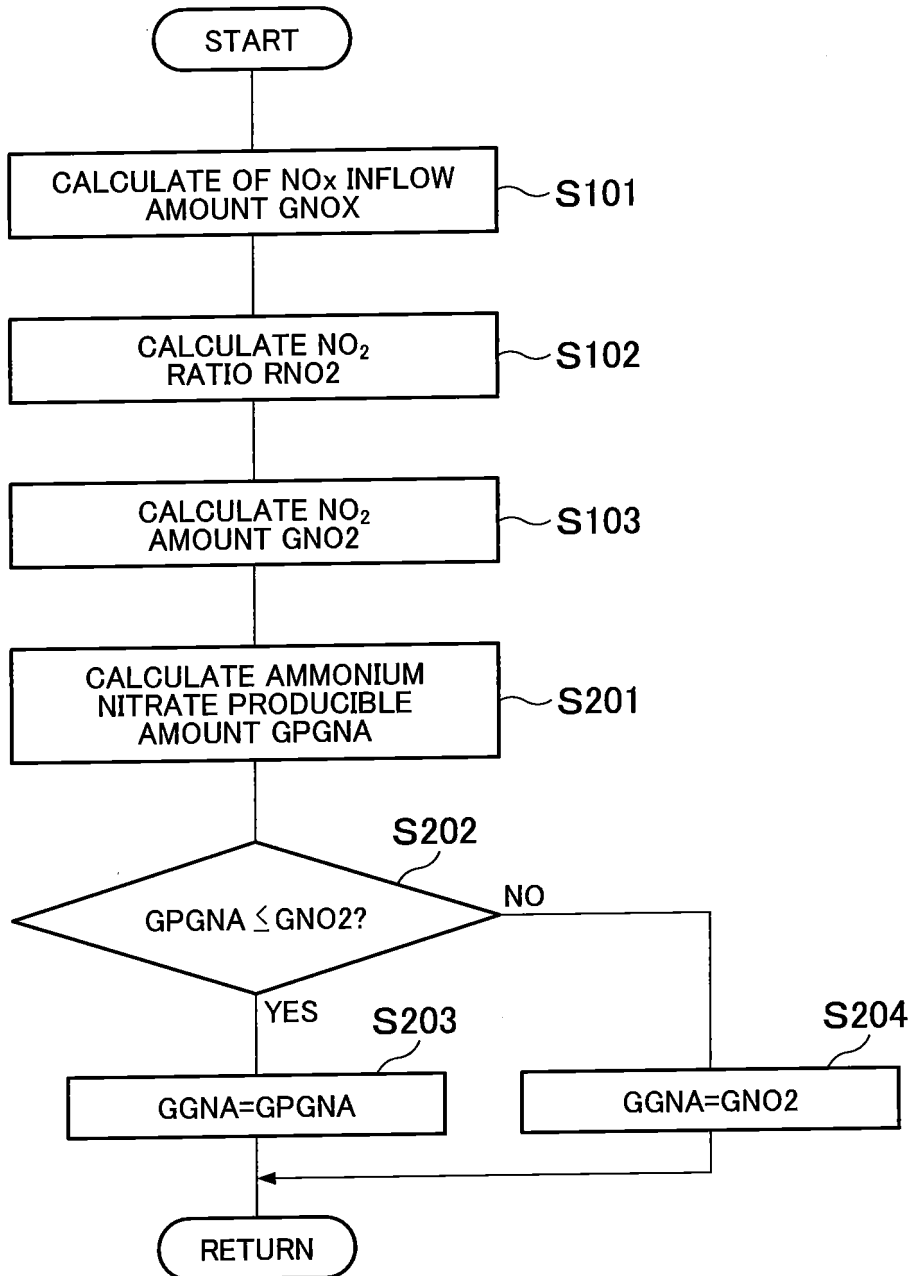 START
CALCULATE OF NOx INFLOW
AMOUNT GNOX
S101
CALCULATE NO₂
RATIO RNO2
S102
CALCULATE NO₂
AMOUNT GNO2
S103
CALCULATE AMMONIUM
NITRATE PRODUCIBLE
AMOUNT GPGNA
S201
S202
GPGNA ≤ GNO2?
NO
YES
S203
GGNA=GPGNA
S204
GGNA=GNO2
RETURN